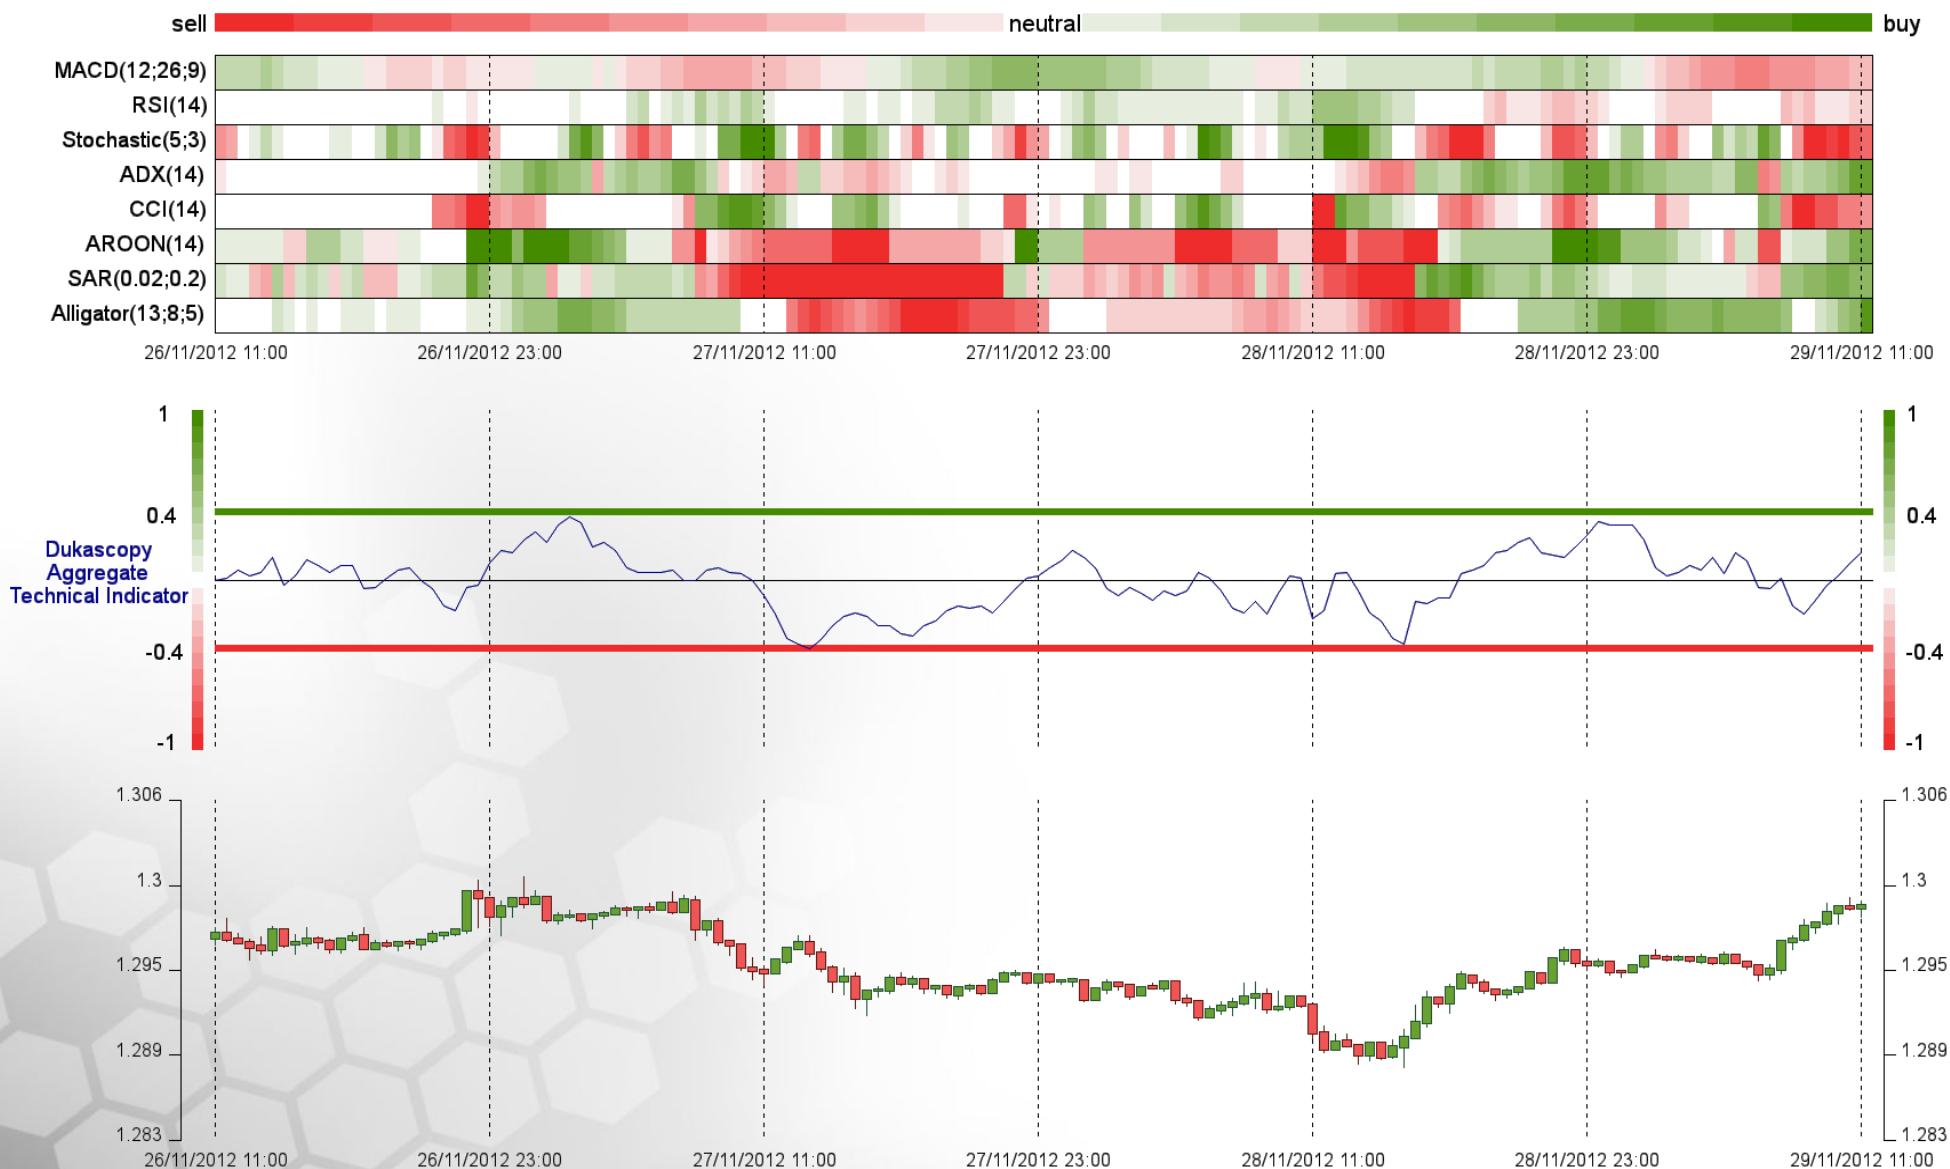 sell neutral buy
MACD(12;26;9)
RSI(14)
Stochastic(5;3)
ADX(14)
CCI(14)
AROON(14)
SAR(0.02;0.2)
Alligator(13;8;5)
26/11/2012 11:00 26/11/2012 23:00 27/11/2012 11:00 27/11/2012 23:00 28/11/2012 11:00 28/11/2012 23:00 29/11/2012 11:00
1 1
0.4 0.4
Dukascopy
Aggregate
Technical Indicator
-0.4 -0.4
-1 -1
1.306 1.306
1.3 1.3
1.295 1.295
1.289 1.289
1.283 1.283
26/11/2012 11:00 26/11/2012 23:00 27/11/2012 11:00 27/11/2012 23:00 28/11/2012 11:00 28/11/2012 23:00 29/11/2012 11:00